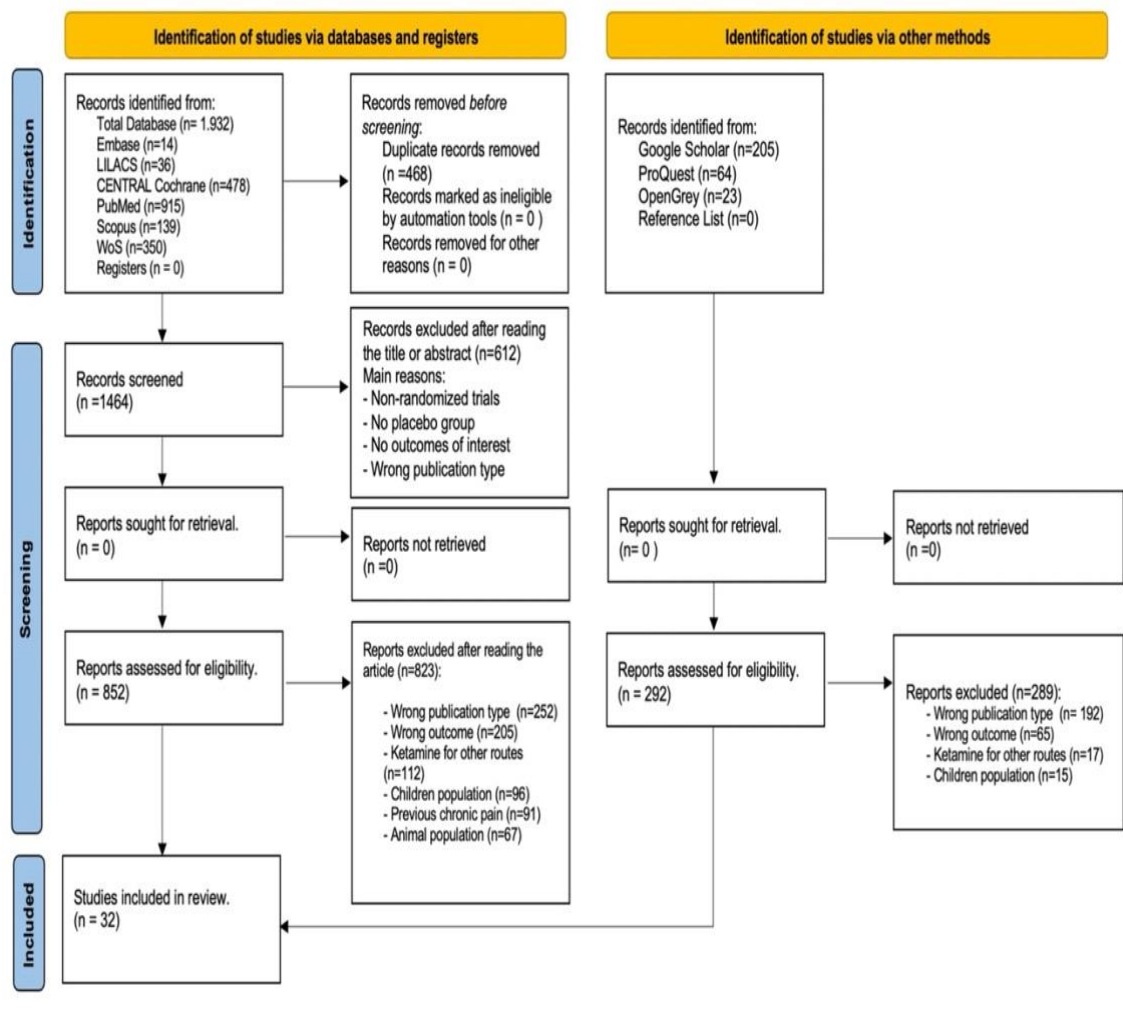 Identification of studies via databases and registers
Identification of studies via other methods
Identification
Records identified from:
Total Database (n= 1.932)
Embase (n=14)
LILACS (n=36)
CENTRAL Cochrane (n=478)
PubMed (n=915)
Scopus (n=139)
WoS (n=350)
Registers (n = 0)
Records removed before
screening:
Duplicate records removed
(n =468)
Records marked as ineligible
by automation tools (n = 0 )
Records removed for other
reasons (n = 0)
Records identified from:
Google Scholar (n=205)
ProQuest (n=64)
OpenGrey (n=23)
Reference List (n=0)
Screening
Records screened
(n =1464)
Records excluded after reading
the title or abstract (n=612)
Main reasons:
- Non-randomized trials
- No placebo group
- No outcomes of interest
- Wrong publication type
Reports sought for retrieval.
(n = 0)
Reports not retrieved
(n =0)
Reports sought for retrieval.
(n= 0 )
Reports not retrieved
(n =0)
Reports assessed for eligibility.
(n = 852)
Reports excluded after reading the
article (n=823):
- Wrong publication type (n=252)
- Wrong outcome (n=205)
- Ketamine for other routes
(n=112)
- Children population (n=96)
- Previous chronic pain (n=91)
- Animal population (n=67)
Reports assessed for eligibility.
(n = 292)
Reports excluded (n=289):
- Wrong publication type (n= 192)
- Wrong outcome (n=65)
- Ketamine for other routes (n=17)
- Children population (n=15)
Included
Studies included in review.
(n = 32)